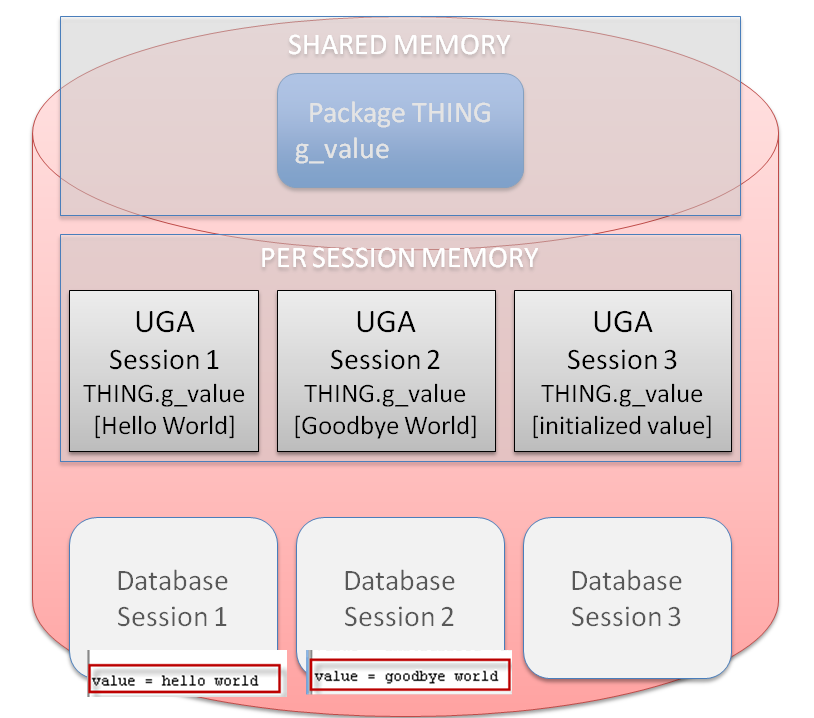 SHARED MEMORY
Package THING
g_value
PER SESSION MEMORY
UGA
Session 1
THING.g_value
[Hello World]
UGA
Session 2
THING.g_value
[Goodbye World]
UGA
Session 3
THING.g_value
[initialized value]
Database
Session 1
Database
Session 2
Database
Session 3
value = hello world
value = goodbye world